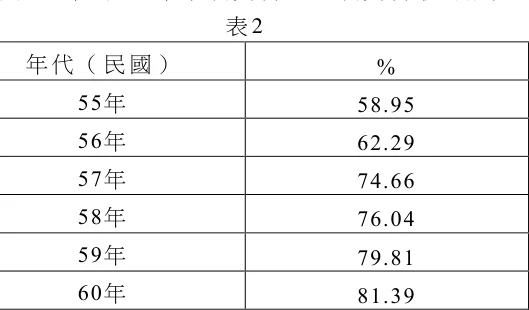 表2
年代（民國） %
55年 58.95
56年 62.29
57年 74.66
58年 76.04
59年 79.81
60年 81.39